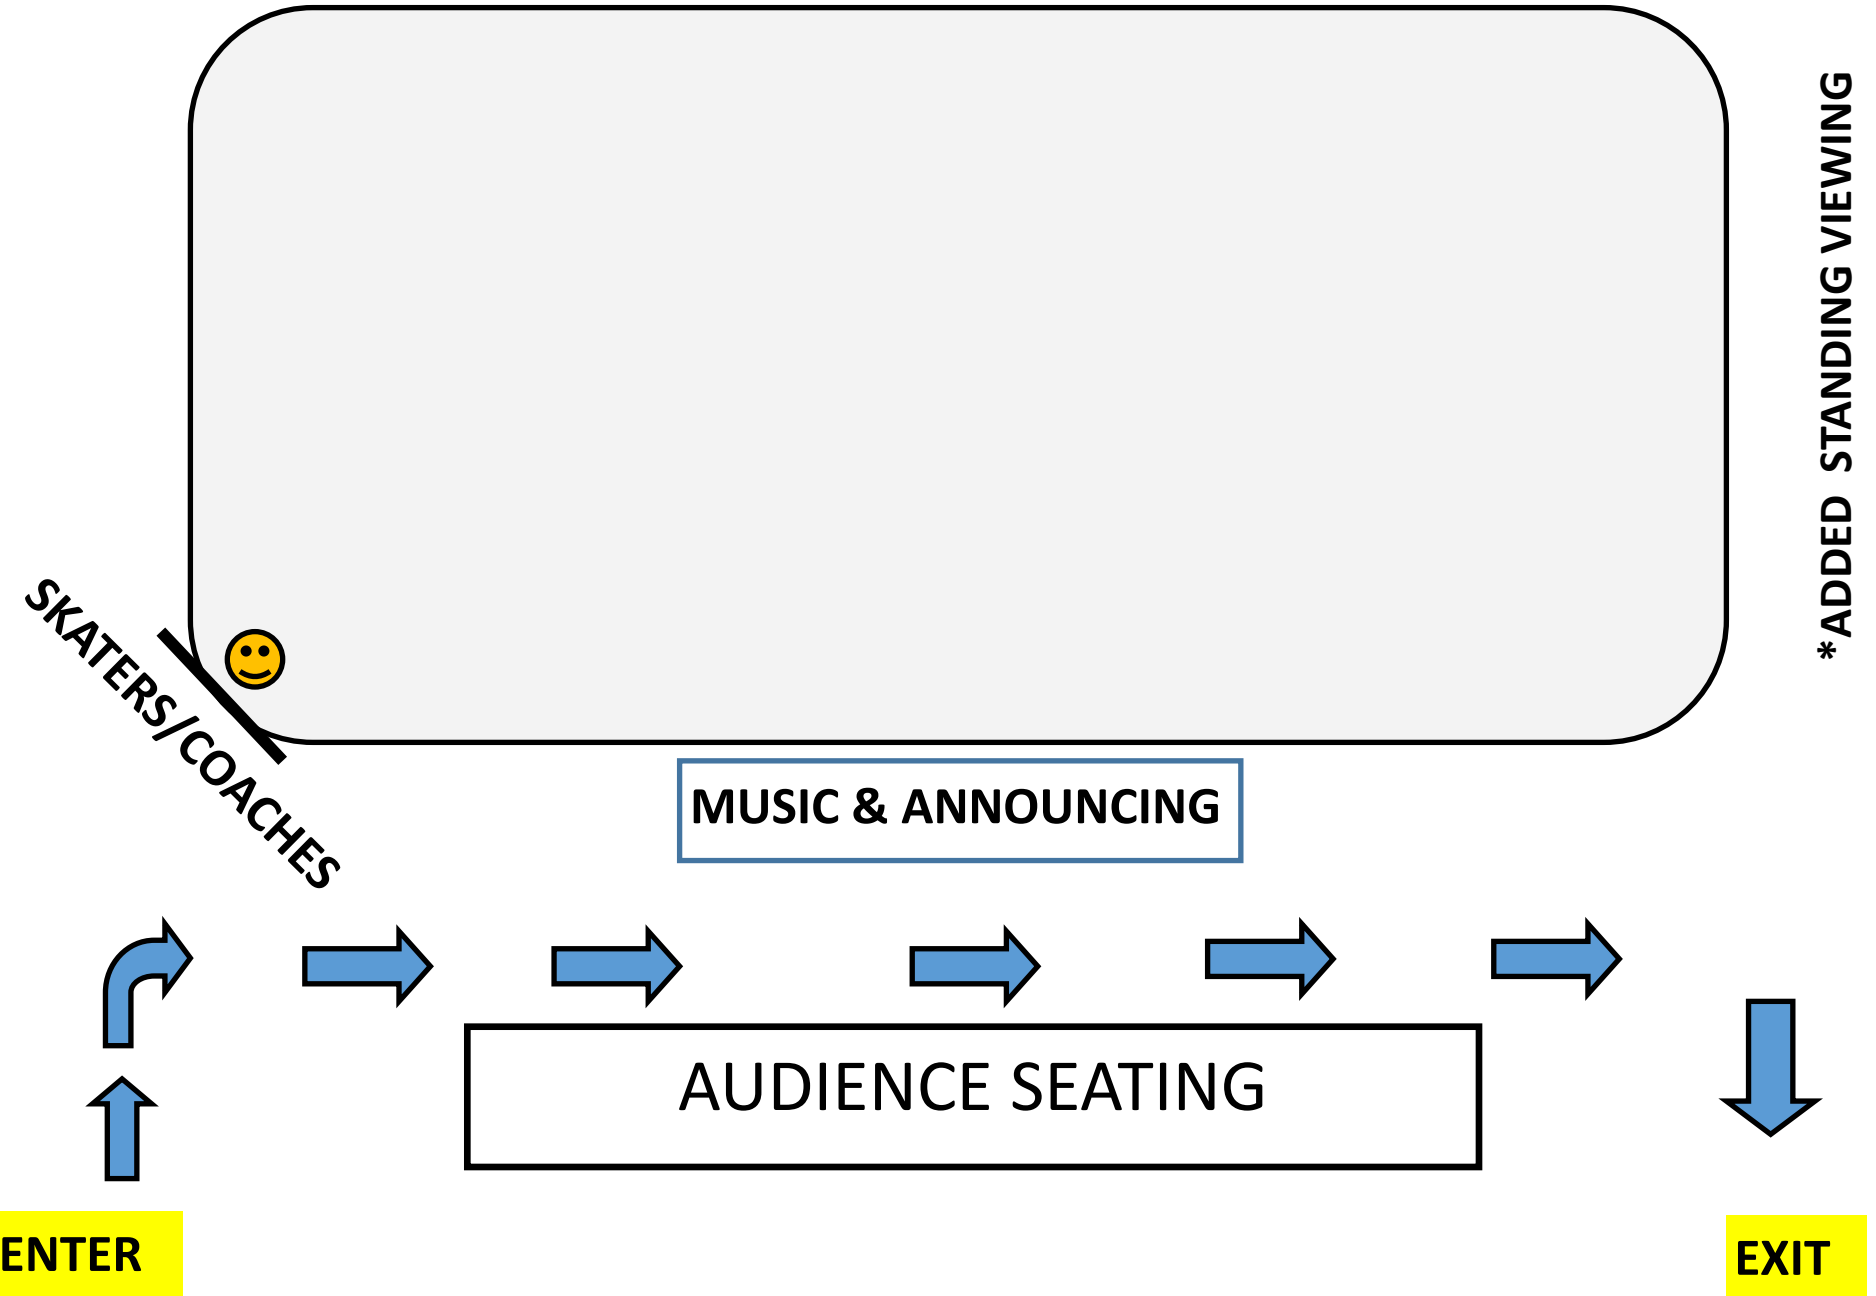 *ADDED STANDING VIEWING
SKATERS/COACHES
MUSIC & ANNOUNCING
AUDIENCE SEATING
ENTER
EXIT